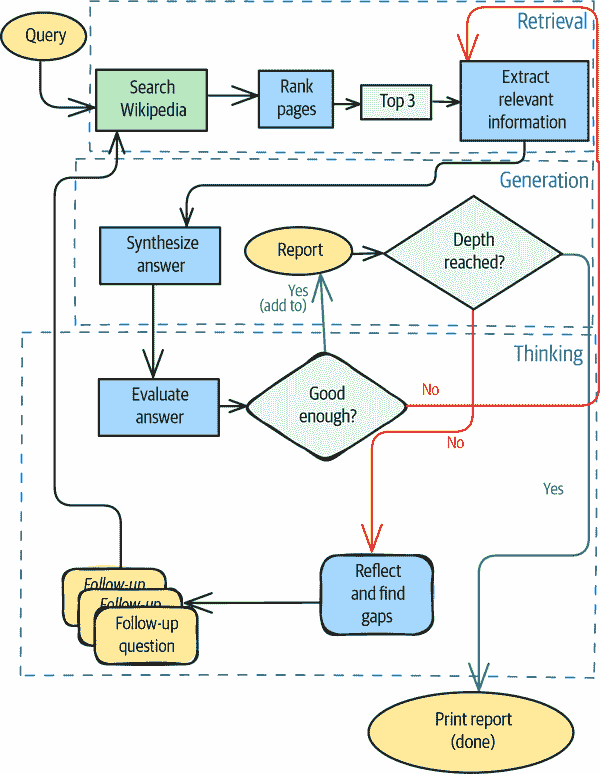 Retrieval
Query
Search
Wikipedia
Rank
pages
Top 3
Extract
relevant
information
Generation
Synthesize
answer
Report
Depth
reached?
Yes
(add to)
Thinking
Evaluate
answer
Good
enough?
No
No
Yes
Reflect
and find
gaps
Follow-up
Follow-up
Follow-up
question
Print report
(done)